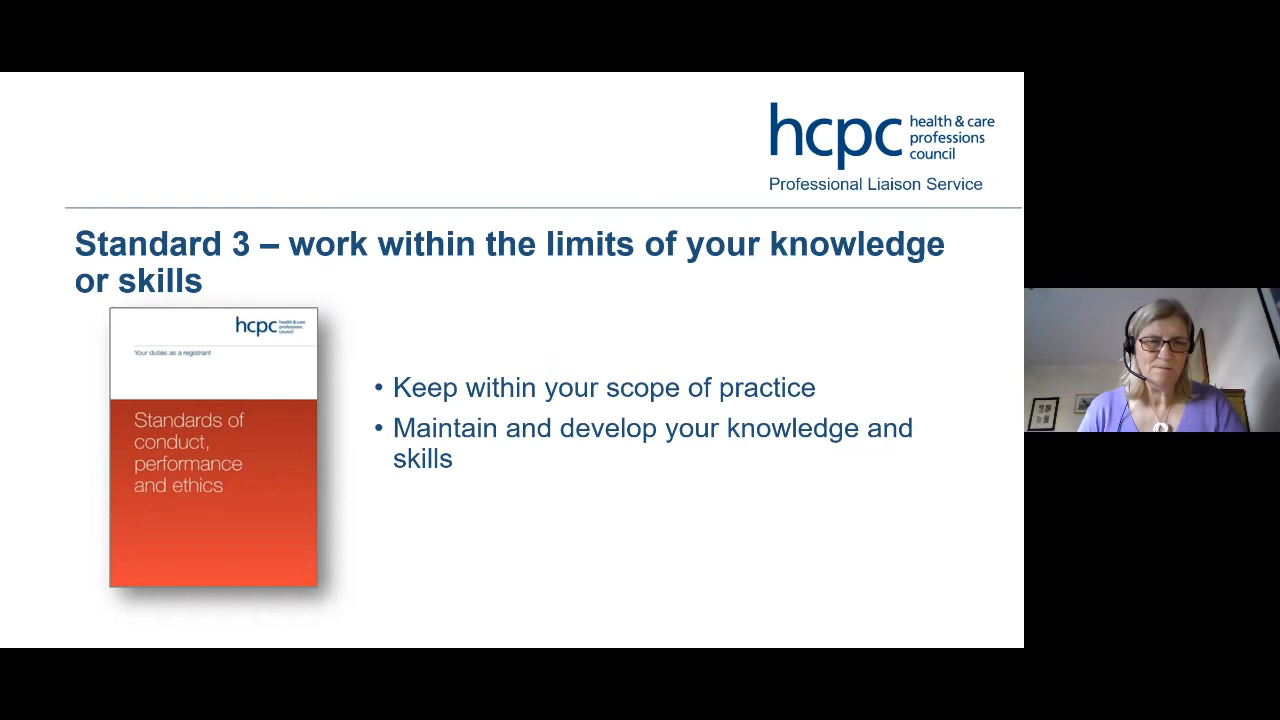 hcpc health & care
professions
council
Professional Liaison Service
Standard 3 – work within the limits of your knowledge
or skills
hcpc health & care
professions
council
Your duties as a registrant
Standards of
conduct,
performance
and ethics
• Keep within your scope of practice
• Maintain and develop your knowledge and
skills